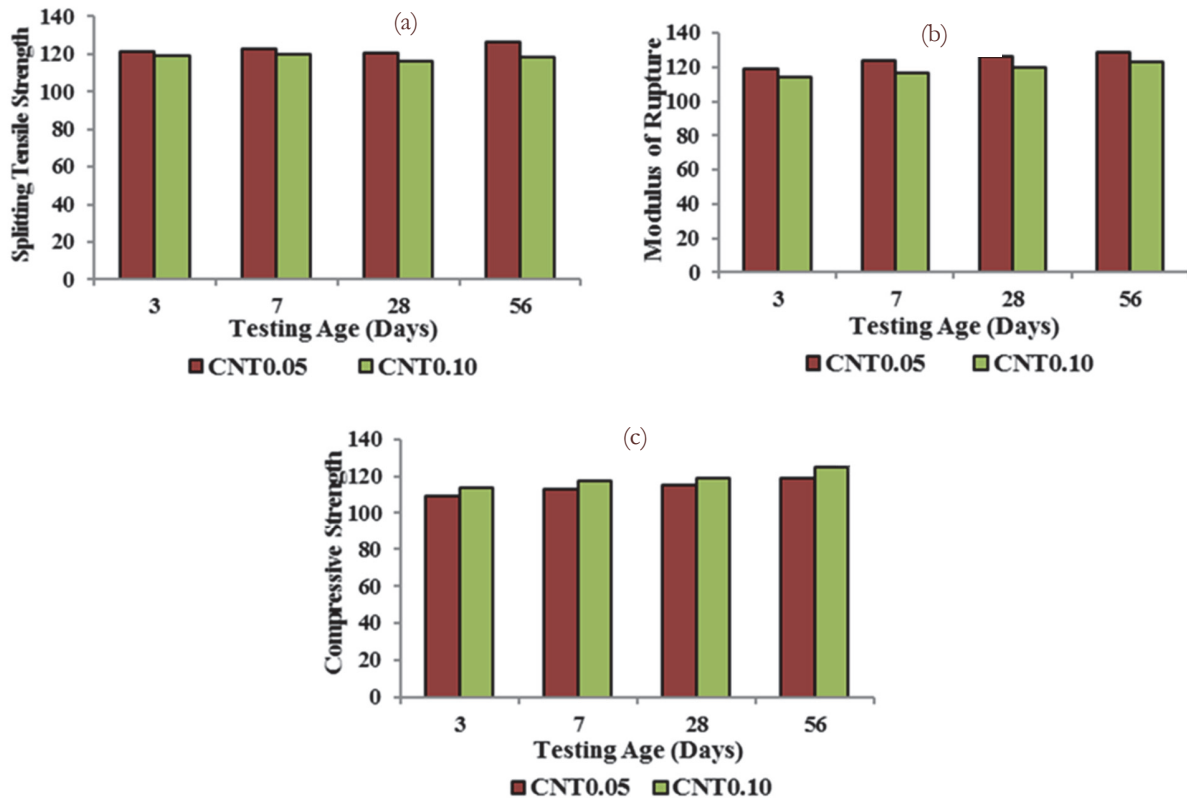 (a)
Splitting Tensile Strength
140
120
100
80
60
40
20
0
3 7 28 56
Testing Age (Days)
CNT0.05 CNT0.10
(b)
Modulus of Rupture
140
120
100
80
60
40
20
0
3 7 28 56
Testing Age (Days)
CNT0.05 CNT0.10
(c)
Compressive Strength
140
120
100
80
60
40
20
0
3 7 28 56
Testing Age (Days)
CNT0.05 CNT0.10